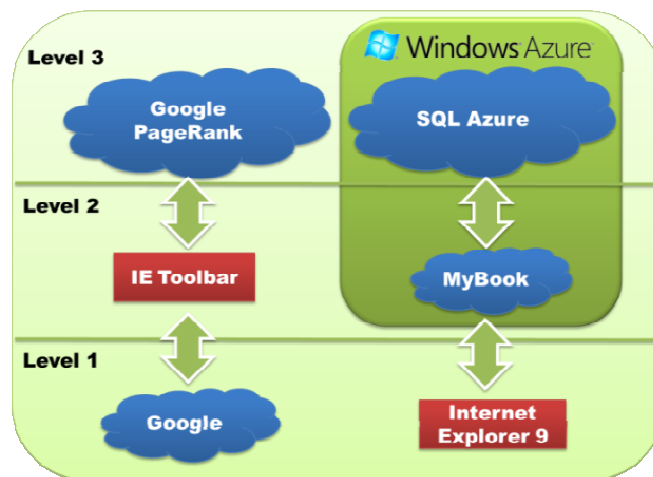 Level 3
Windows Azure
Google
PageRank
SQL Azure
Level 2
IE Toolbar
MyBook
Level 1
Google
Internet
Explorer 9